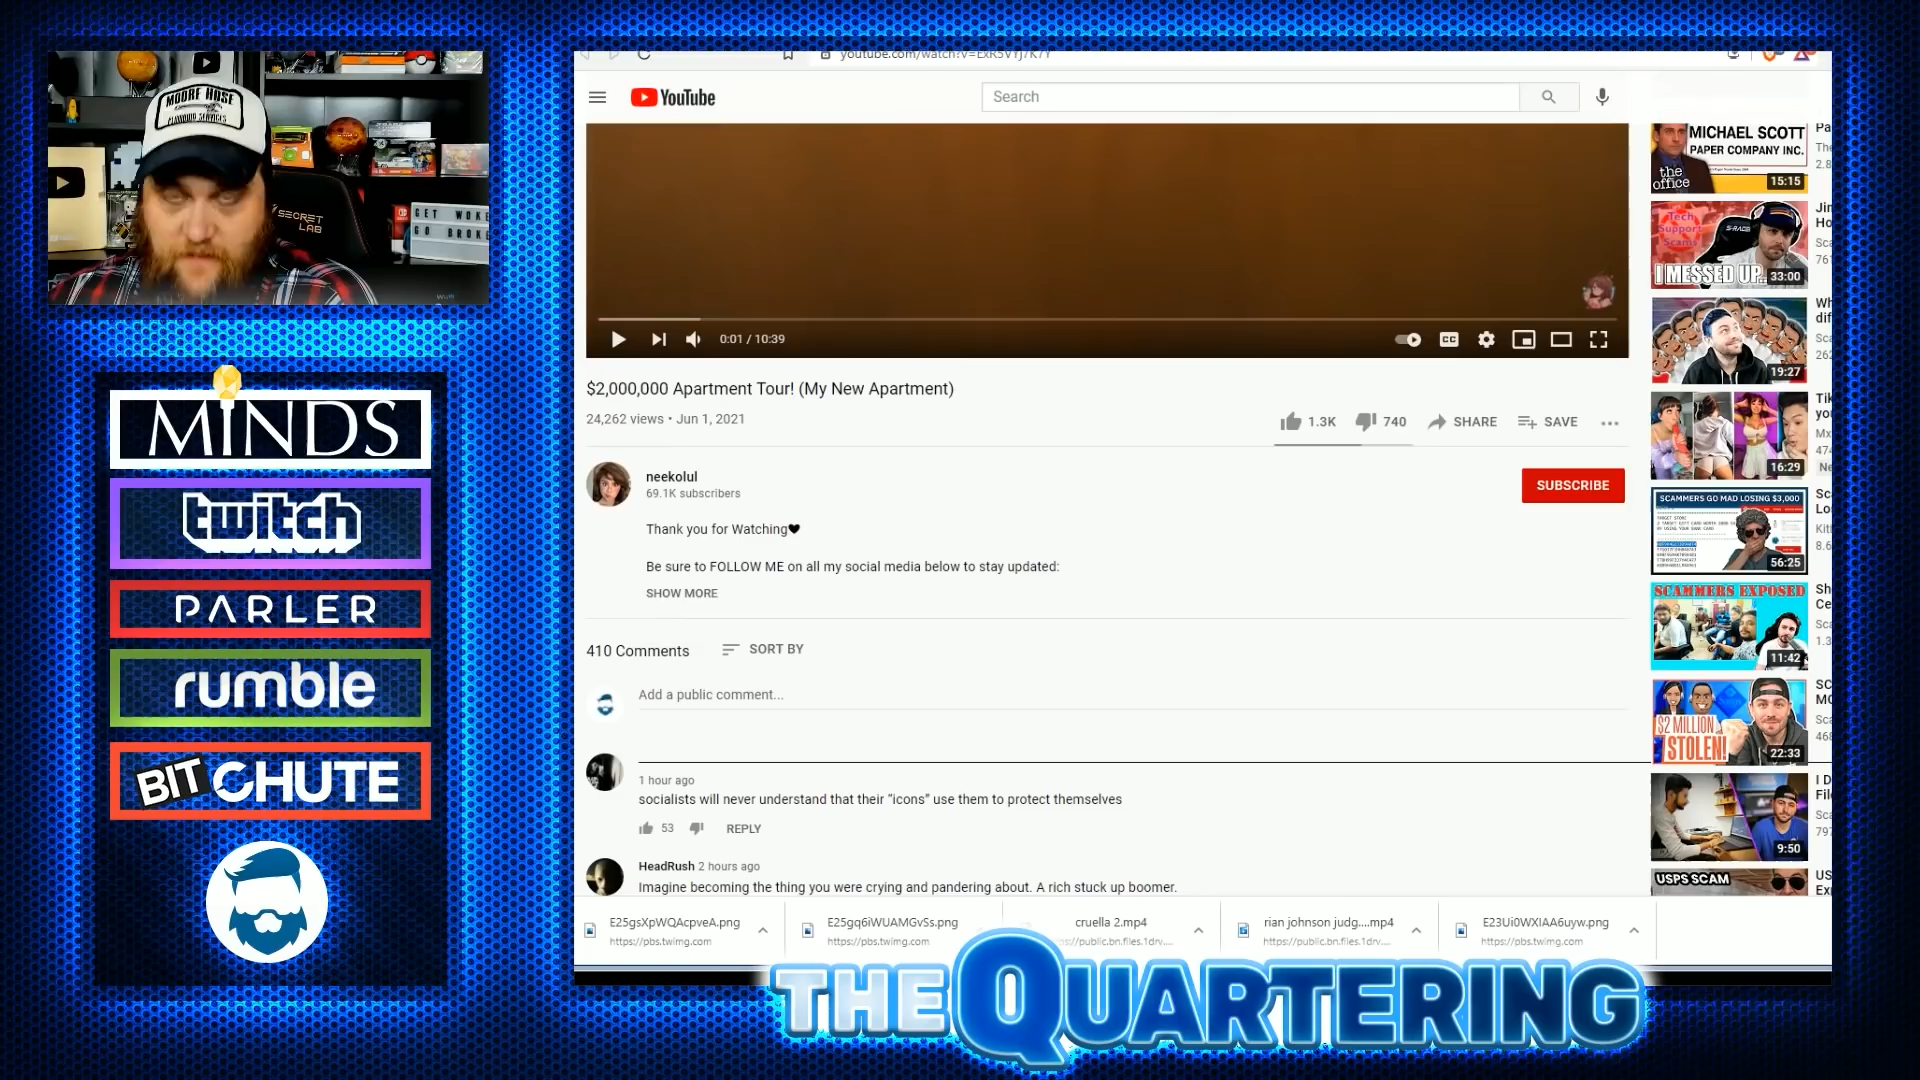 MOORE HOSE
PLUMBING SERVICES
SECRET
LAB
GET WOKE
GO BROKE
MINDS
twitch
PARLER
rumble
BIT CHUTE
YouTube
Search
0:01 / 10:39
CC
$2,000,000 Apartment Tour! (My New Apartment)
24,262 views • Jun 1, 2021
1.3K
740
SHARE
SAVE
neekolul
69.1K subscribers
SUBSCRIBE
Thank you for Watching♥
Be sure to FOLLOW ME on all my social media below to stay updated:
SHOW MORE
410 Comments
SORT BY
Add a public comment...
1 hour ago
socialists will never understand that their “icons” use them to protect themselves
53
REPLY
HeadRush 2 hours ago
Imagine becoming the thing you were crying and pandering about. A rich stuck up boomer.
MICHAEL SCOTT
PAPER COMPANY INC.
the
office
15:15
Tech
Support
Scams
I MESSED UP
33:00
19:27
16:29
SCAMMERS GO MAD LOSING $3,000
56:25
SCAMMERS EXPOSED
11:42
$2 MILLION
STOLEN!
22:33
9:50
USPS SCAM
E25gsXpWQAcpveA.png
https://pbs.twimg.com
E25gq6iWUAMGvSs.png
https://pbs.twimg.com
cruella 2.mp4
://public.bn.files.1drv....
rian johnson judg....mp4
https://public.bn.files.1drv....
E23Ui0WXIAA6uyw.png
https://pbs.twimg.com
THE QUARTERING